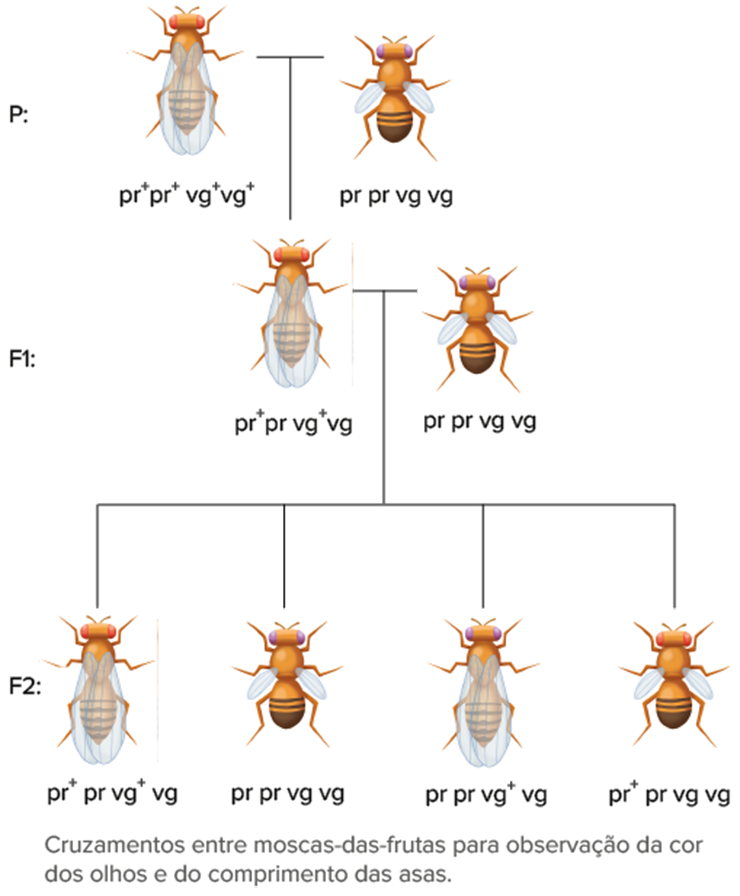 P:
pr⁺pr⁺ vg⁺vg⁺
pr pr vg vg
F1:
pr⁺pr vg⁺vg
pr pr vg vg
F2:
pr⁺ pr vg⁺ vg
pr pr vg vg
pr pr vg⁺ vg
pr⁺ pr vg vg
Cruzamentos entre moscas-das-frutas para observação da cor
dos olhos e do comprimento das asas.